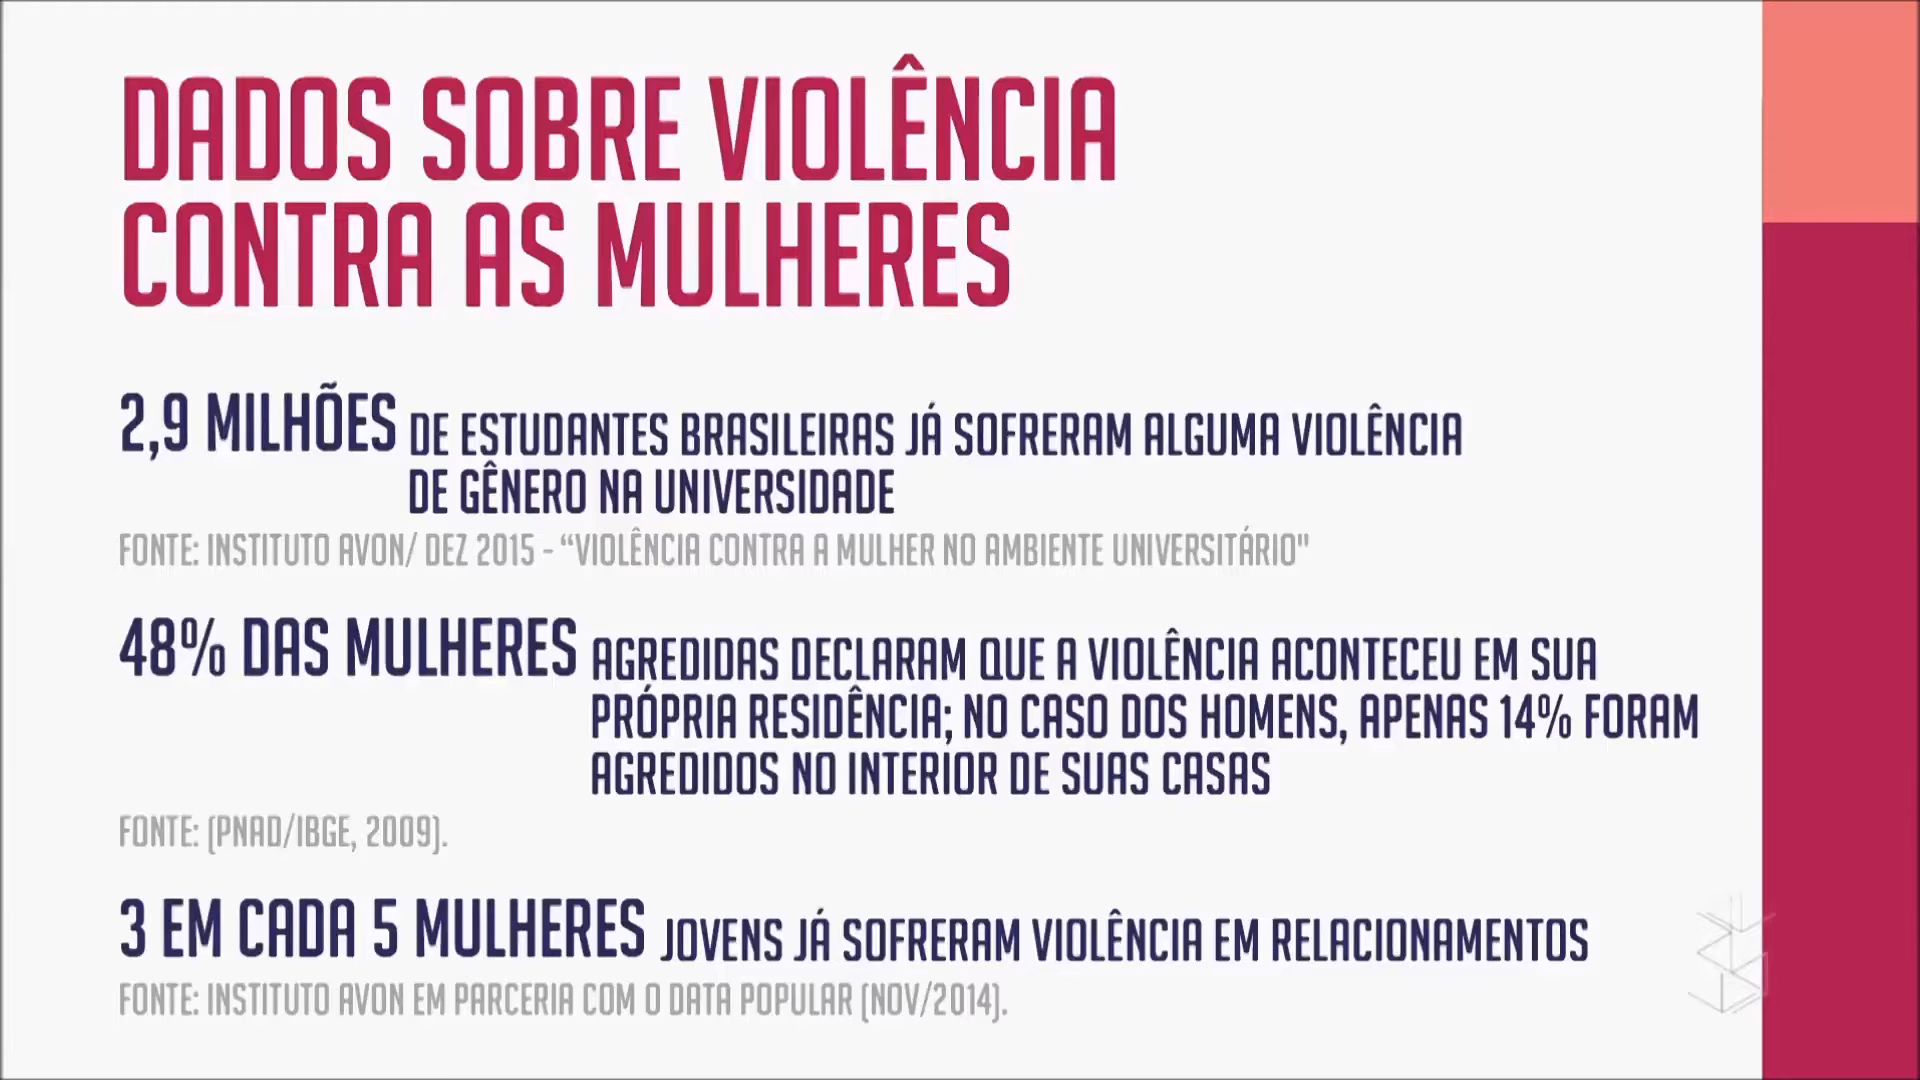 DADOS SOBRE VIOLÊNCIA
CONTRA AS MULHERES
2,9 MILHÕES DE ESTUDANTES BRASILEIRAS JÁ SOFRERAM ALGUMA VIOLÊNCIA
DE GÊNERO NA UNIVERSIDADE
FONTE: INSTITUTO AVON/ DEZ 2015 - “VIOLÊNCIA CONTRA A MULHER NO AMBIENTE UNIVERSITÁRIO"
48% DAS MULHERES AGREDIDAS DECLARAM QUE A VIOLÊNCIA ACONTECEU EM SUA
PRÓPRIA RESIDÊNCIA; NO CASO DOS HOMENS, APENAS 14% FORAM
AGREDIDOS NO INTERIOR DE SUAS CASAS
FONTE: (PNAD/IBGE, 2009).
3 EM CADA 5 MULHERES JOVENS JÁ SOFRERAM VIOLÊNCIA EM RELACIONAMENTOS
FONTE: INSTITUTO AVON EM PARCERIA COM O DATA POPULAR (NOV/2014).